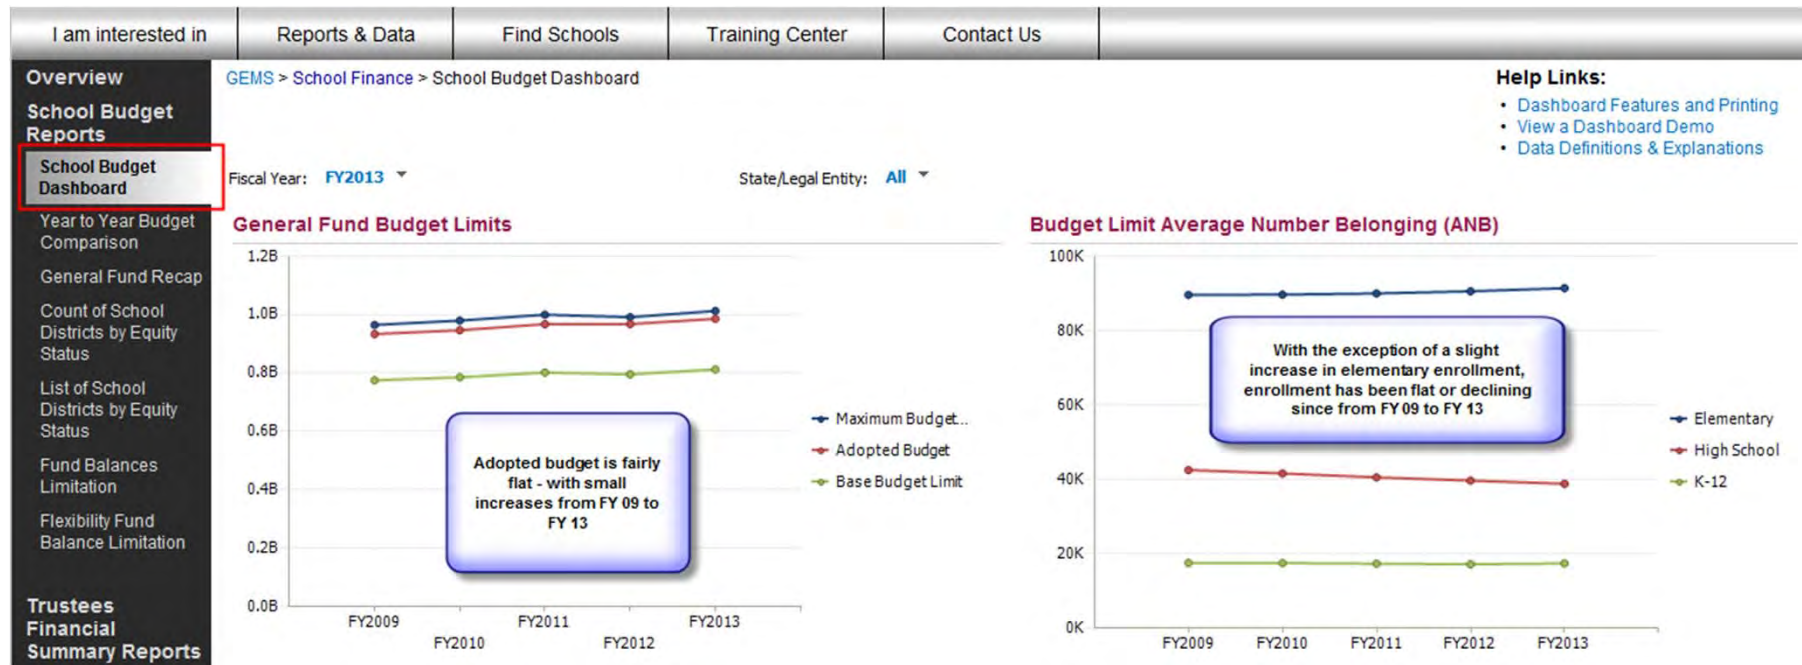 I am interested in
Reports & Data
Find Schools
Training Center
Contact Us
Overview
School Budget
Reports
School Budget
Dashboard
Year to Year Budget
Comparison
General Fund Recap
Count of School
Districts by Equity
Status
List of School
Districts by Equity
Status
Fund Balances
Limitation
Flexibility Fund
Balance Limitation
Trustees
Financial
Summary Reports
GEMS > School Finance > School Budget Dashboard
Help Links:
• Dashboard Features and Printing
• View a Dashboard Demo
• Data Definitions & Explanations
Fiscal Year: FY2013
State/Legal Entity: All
General Fund Budget Limits
1.2B
1.0B
0.8B
0.6B
0.4B
0.2B
0.0B
FY2009
FY2010
FY2011
FY2012
FY2013
Adopted budget is fairly
flat - with small
increases from FY 09 to
FY 13
Maximum Budget...
Adopted Budget
Base Budget Limit
Budget Limit Average Number Belonging (ANB)
100K
80K
60K
40K
20K
0K
FY2009
FY2010
FY2011
FY2012
FY2013
With the exception of a slight
increase in elementary enrollment,
enrollment has been flat or declining
since from FY 09 to FY 13
Elementary
High School
K-12